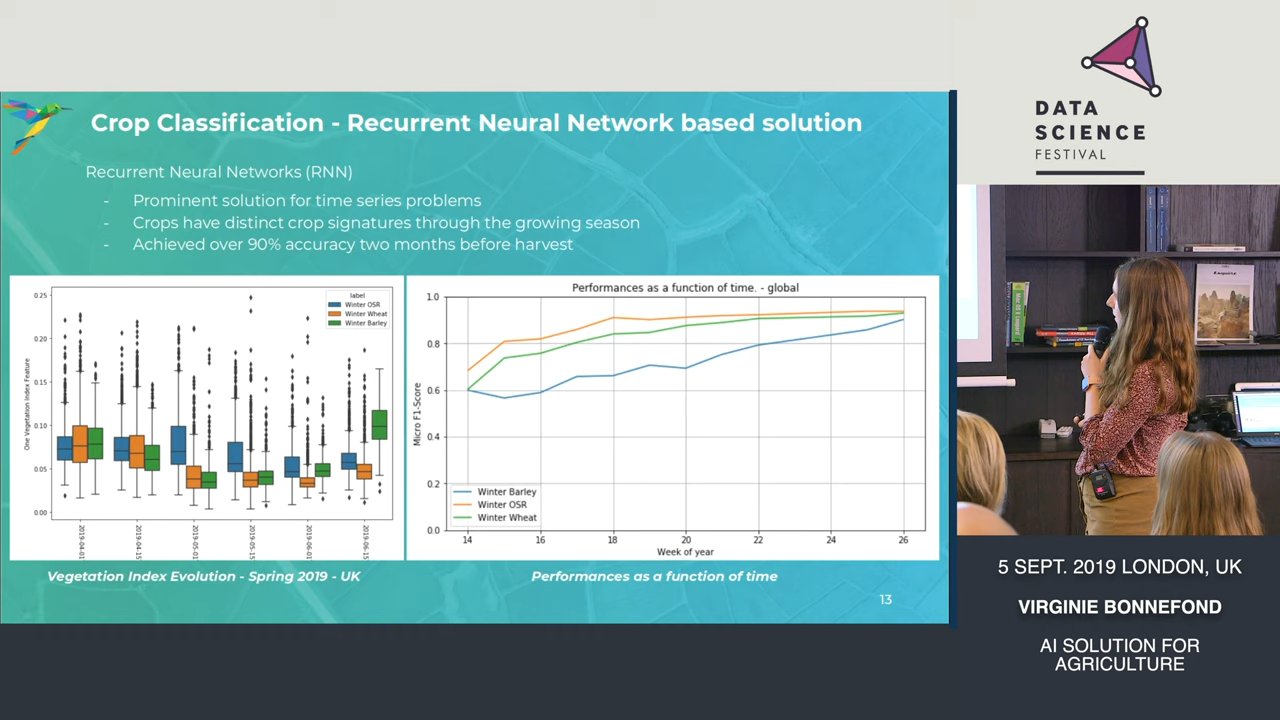 Crop Classification - Recurrent Neural Network based solution
Recurrent Neural Networks (RNN)
- Prominent solution for time series problems
- Crops have distinct crop signatures through the growing season
- Achieved over 90% accuracy two months before harvest
One Vegetation Index Feature
0.25
0.20
0.15
0.10
0.05
0.00
label
Winter OSR
Winter Wheat
Winter Barley
2019-04-01
2019-04-15
2019-05-01
2019-05-15
2019-06-01
2019-06-15
Vegetation Index Evolution - Spring 2019 - UK
Performances as a function of time. - global
Micro F1-Score
1.0
0.8
0.6
0.4
0.2
0.0
Winter Barley
Winter OSR
Winter Wheat
14 16 18 20 22 24 26
Week of year
Performances as a function of time
13
DATA
SCIENCE
FESTIVAL
5 SEPT. 2019 LONDON, UK
VIRGINIE BONNEFOND
AI SOLUTION FOR
AGRICULTURE